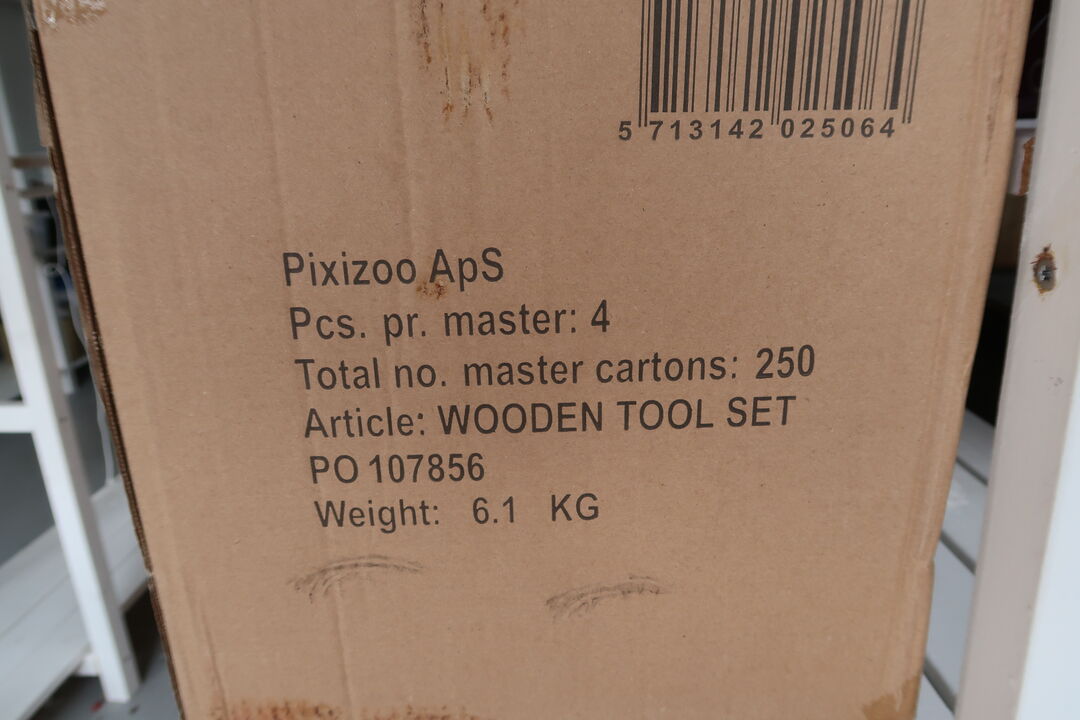 5 713142 025064
Pixizoo ApS
Pcs. pr. master: 4
Total no. master cartons: 250
Article: WOODEN TOOL SET
PO 107856
Weight: 6.1 KG